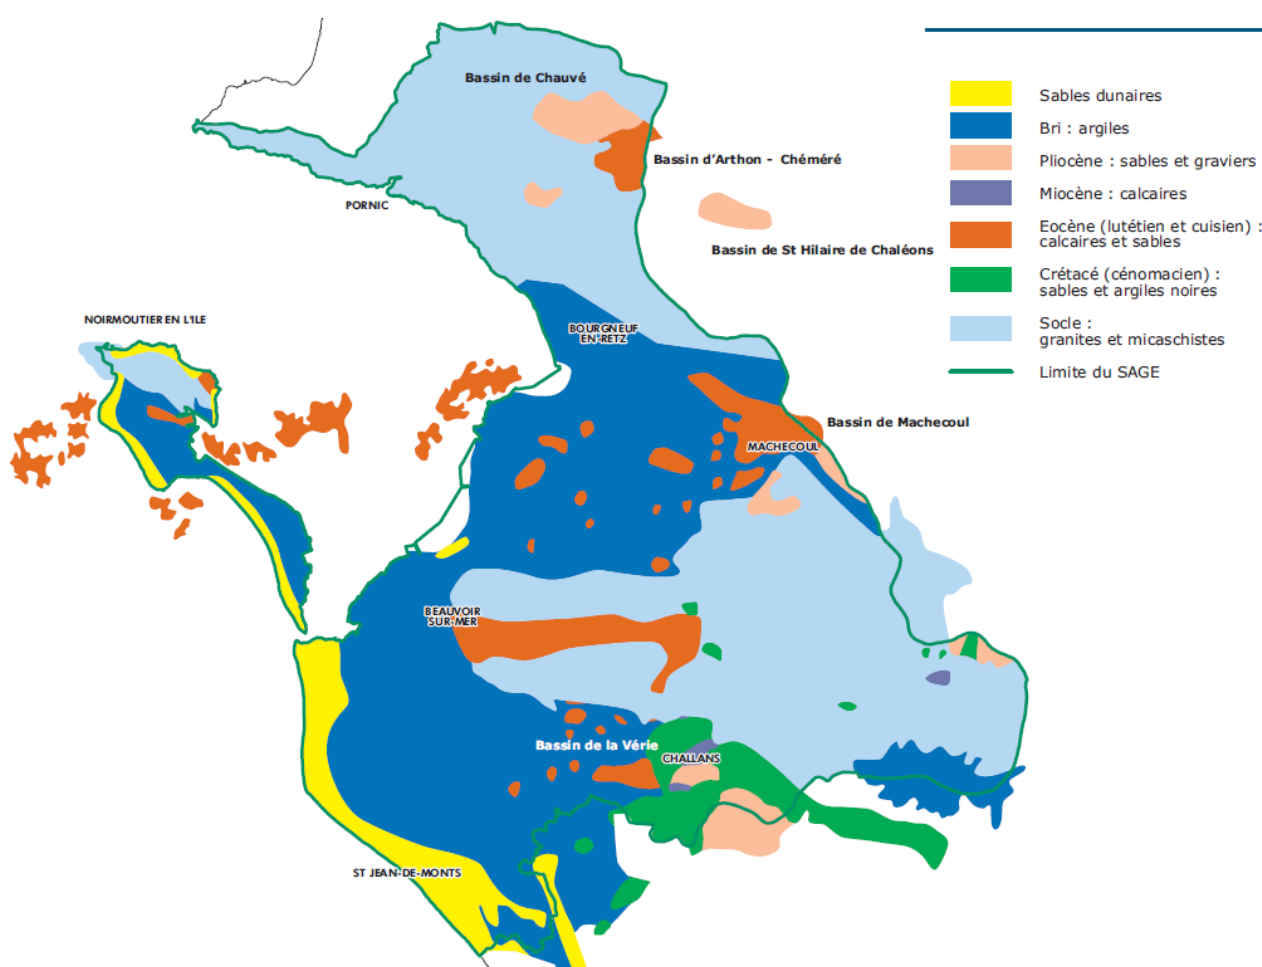 Bassin de Chauvé
Bassin d'Arthon - Chéméré
PORNIC
Bassin de St Hilaire de Chaléons
NOIRMOUTIER EN L'ILE
BOURGNEUF
EN-RETZ
Bassin de Machecoul
MACHECOUL
BEAUVOIR
SUR-MER
Bassin de la Vérie
CHALLANS
ST JEAN-DE-MONTS
Sables dunaires
Bri : argiles
Pliocène : sables et graviers
Miocène : calcaires
Eocène (lutétien et cuisien) :
calcaires et sables
Crétacé (cénomacien) :
sables et argiles noires
Socle :
granites et micaschistes
Limite du SAGE